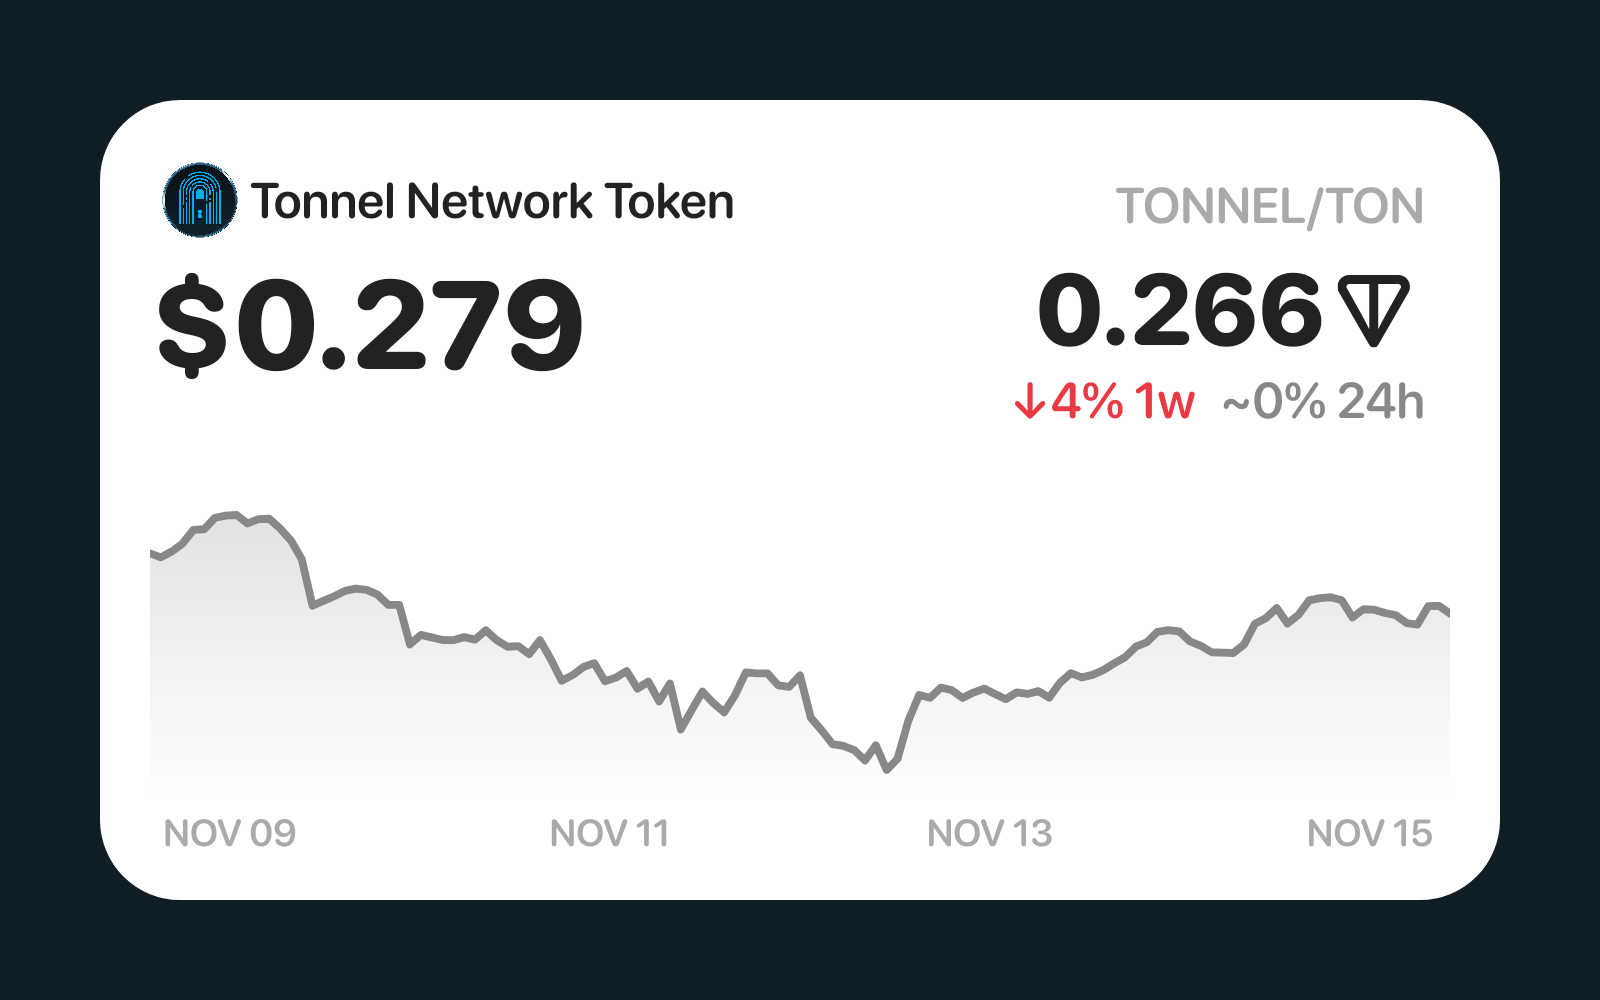 Tonnel Network Token
TONNEL/TON
$0.279
0.266
↓4% 1w ~0% 24h
NOV 09 NOV 11 NOV 13 NOV 15